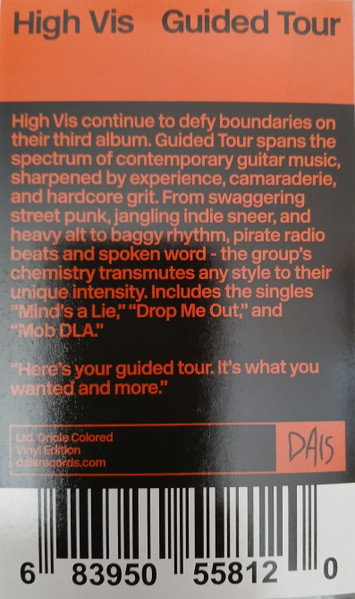 High Vis Guided Tour
High Vis continue to defy boundaries on
their third album. Guided Tour spans the
spectrum of contemporary guitar music,
sharpened by experience, camaraderie,
and hardcore grit. From swaggering
street punk, jangling indie sneer, and
heavy alt to baggy rhythm, pirate radio
beats and spoken word - the group's
chemistry transmutes any style to their
unique intensity. Includes the singles
“Mind's a Lie,” “Drop Me Out,” and
“Mob DLA.”
“Here's your guided tour. It's what you
wanted and more.”
Ltd. Oriole Colored
Vinyl Edition
daisrecords.com
DAIS
6 83950 55812 0